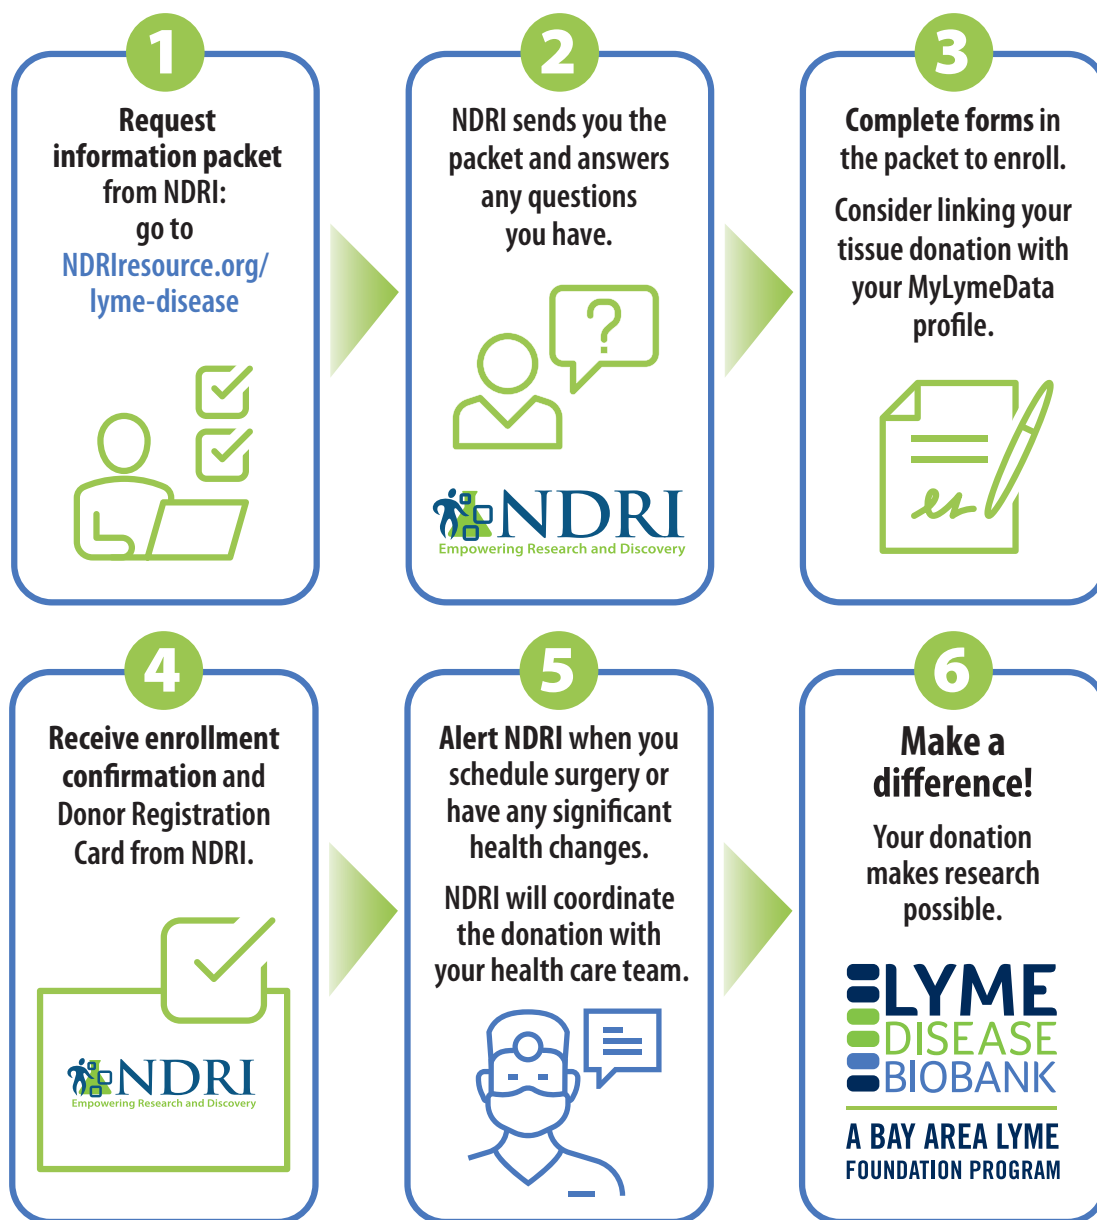 1
Request
information packet
from NDRI:
go to
NDRIresource.org/
lyme-disease
2
NDRI sends you the
packet and answers
any questions
you have.
?
NDRI
Empowering Research and Discovery
3
Complete forms in
the packet to enroll.
Consider linking your
tissue donation with
your MyLymeData
profile.
4
Receive enrollment
confirmation and
Donor Registration
Card from NDRI.
NDRI
Empowering Research and Discovery
5
Alert NDRI when you
schedule surgery or
have any significant
health changes.
NDRI will coordinate
the donation with
your health care team.
6
Make a
difference!
Your donation
makes research
possible.
LYME
DISEASE
BIOBANK
A BAY AREA LYME
FOUNDATION PROGRAM